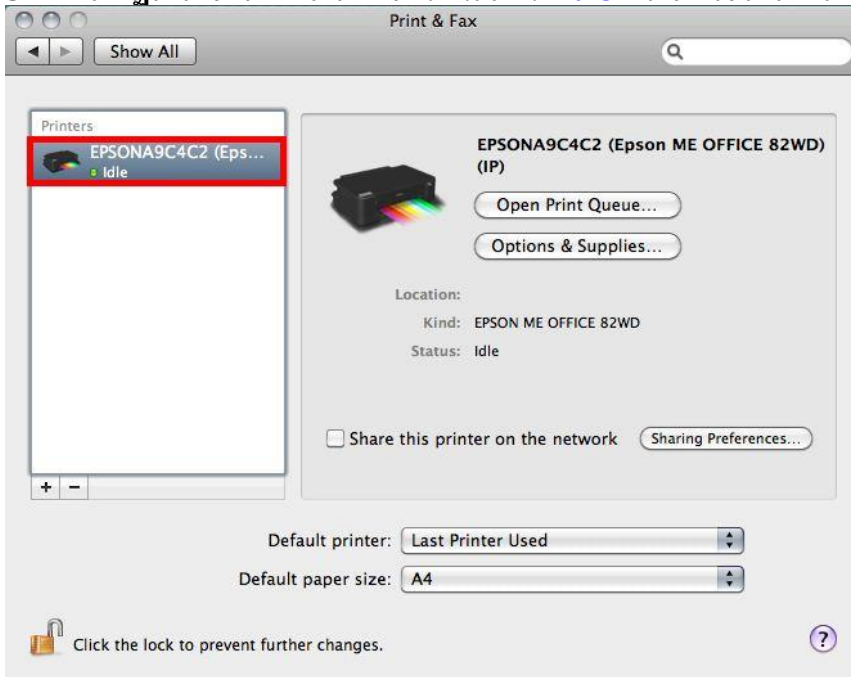 Print & Fax
Show All
Printers
EPSONA9C4C2 (Eps...
Idle
EPSONA9C4C2 (Epson ME OFFICE 82WD)
(IP)
Open Print Queue...
Options & Supplies...
Location:
Kind: EPSON ME OFFICE 82WD
Status: Idle
Share this printer on the network Sharing Preferences...
+ −
Default printer: Last Printer Used
Default paper size: A4
Click the lock to prevent further changes.
?